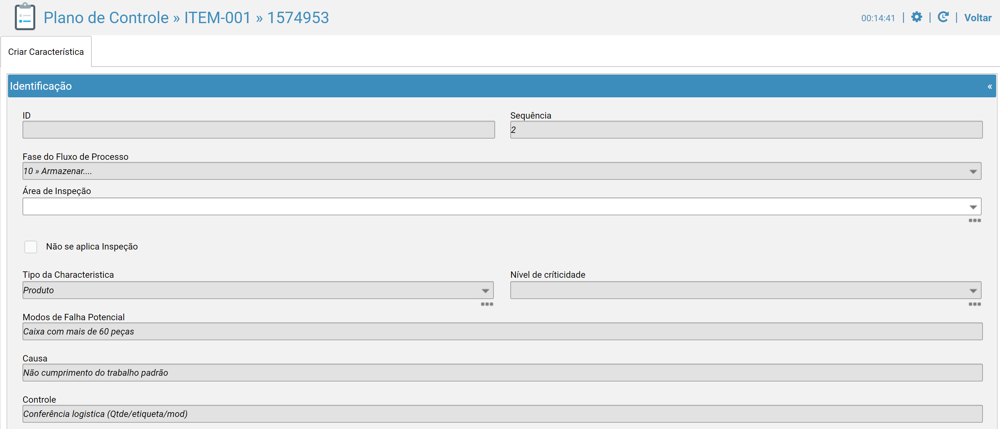 Plano de Controle » ITEM-001 » 1574953
00:14:41 | | | Voltar
Criar Característica
Identificação «
ID
Sequência
2
Fase do Fluxo de Processo
10 » Armazenar....
Área de Inspeção
Não se aplica Inspeção
Tipo da Characteristica
Nível de críticidade
Produto
Modos de Falha Potencial
Caixa com mais de 60 peças
Causa
Não cumprimento do trabalho padrão
Controle
Conferência logistica (Qtde/etiqueta/mod)